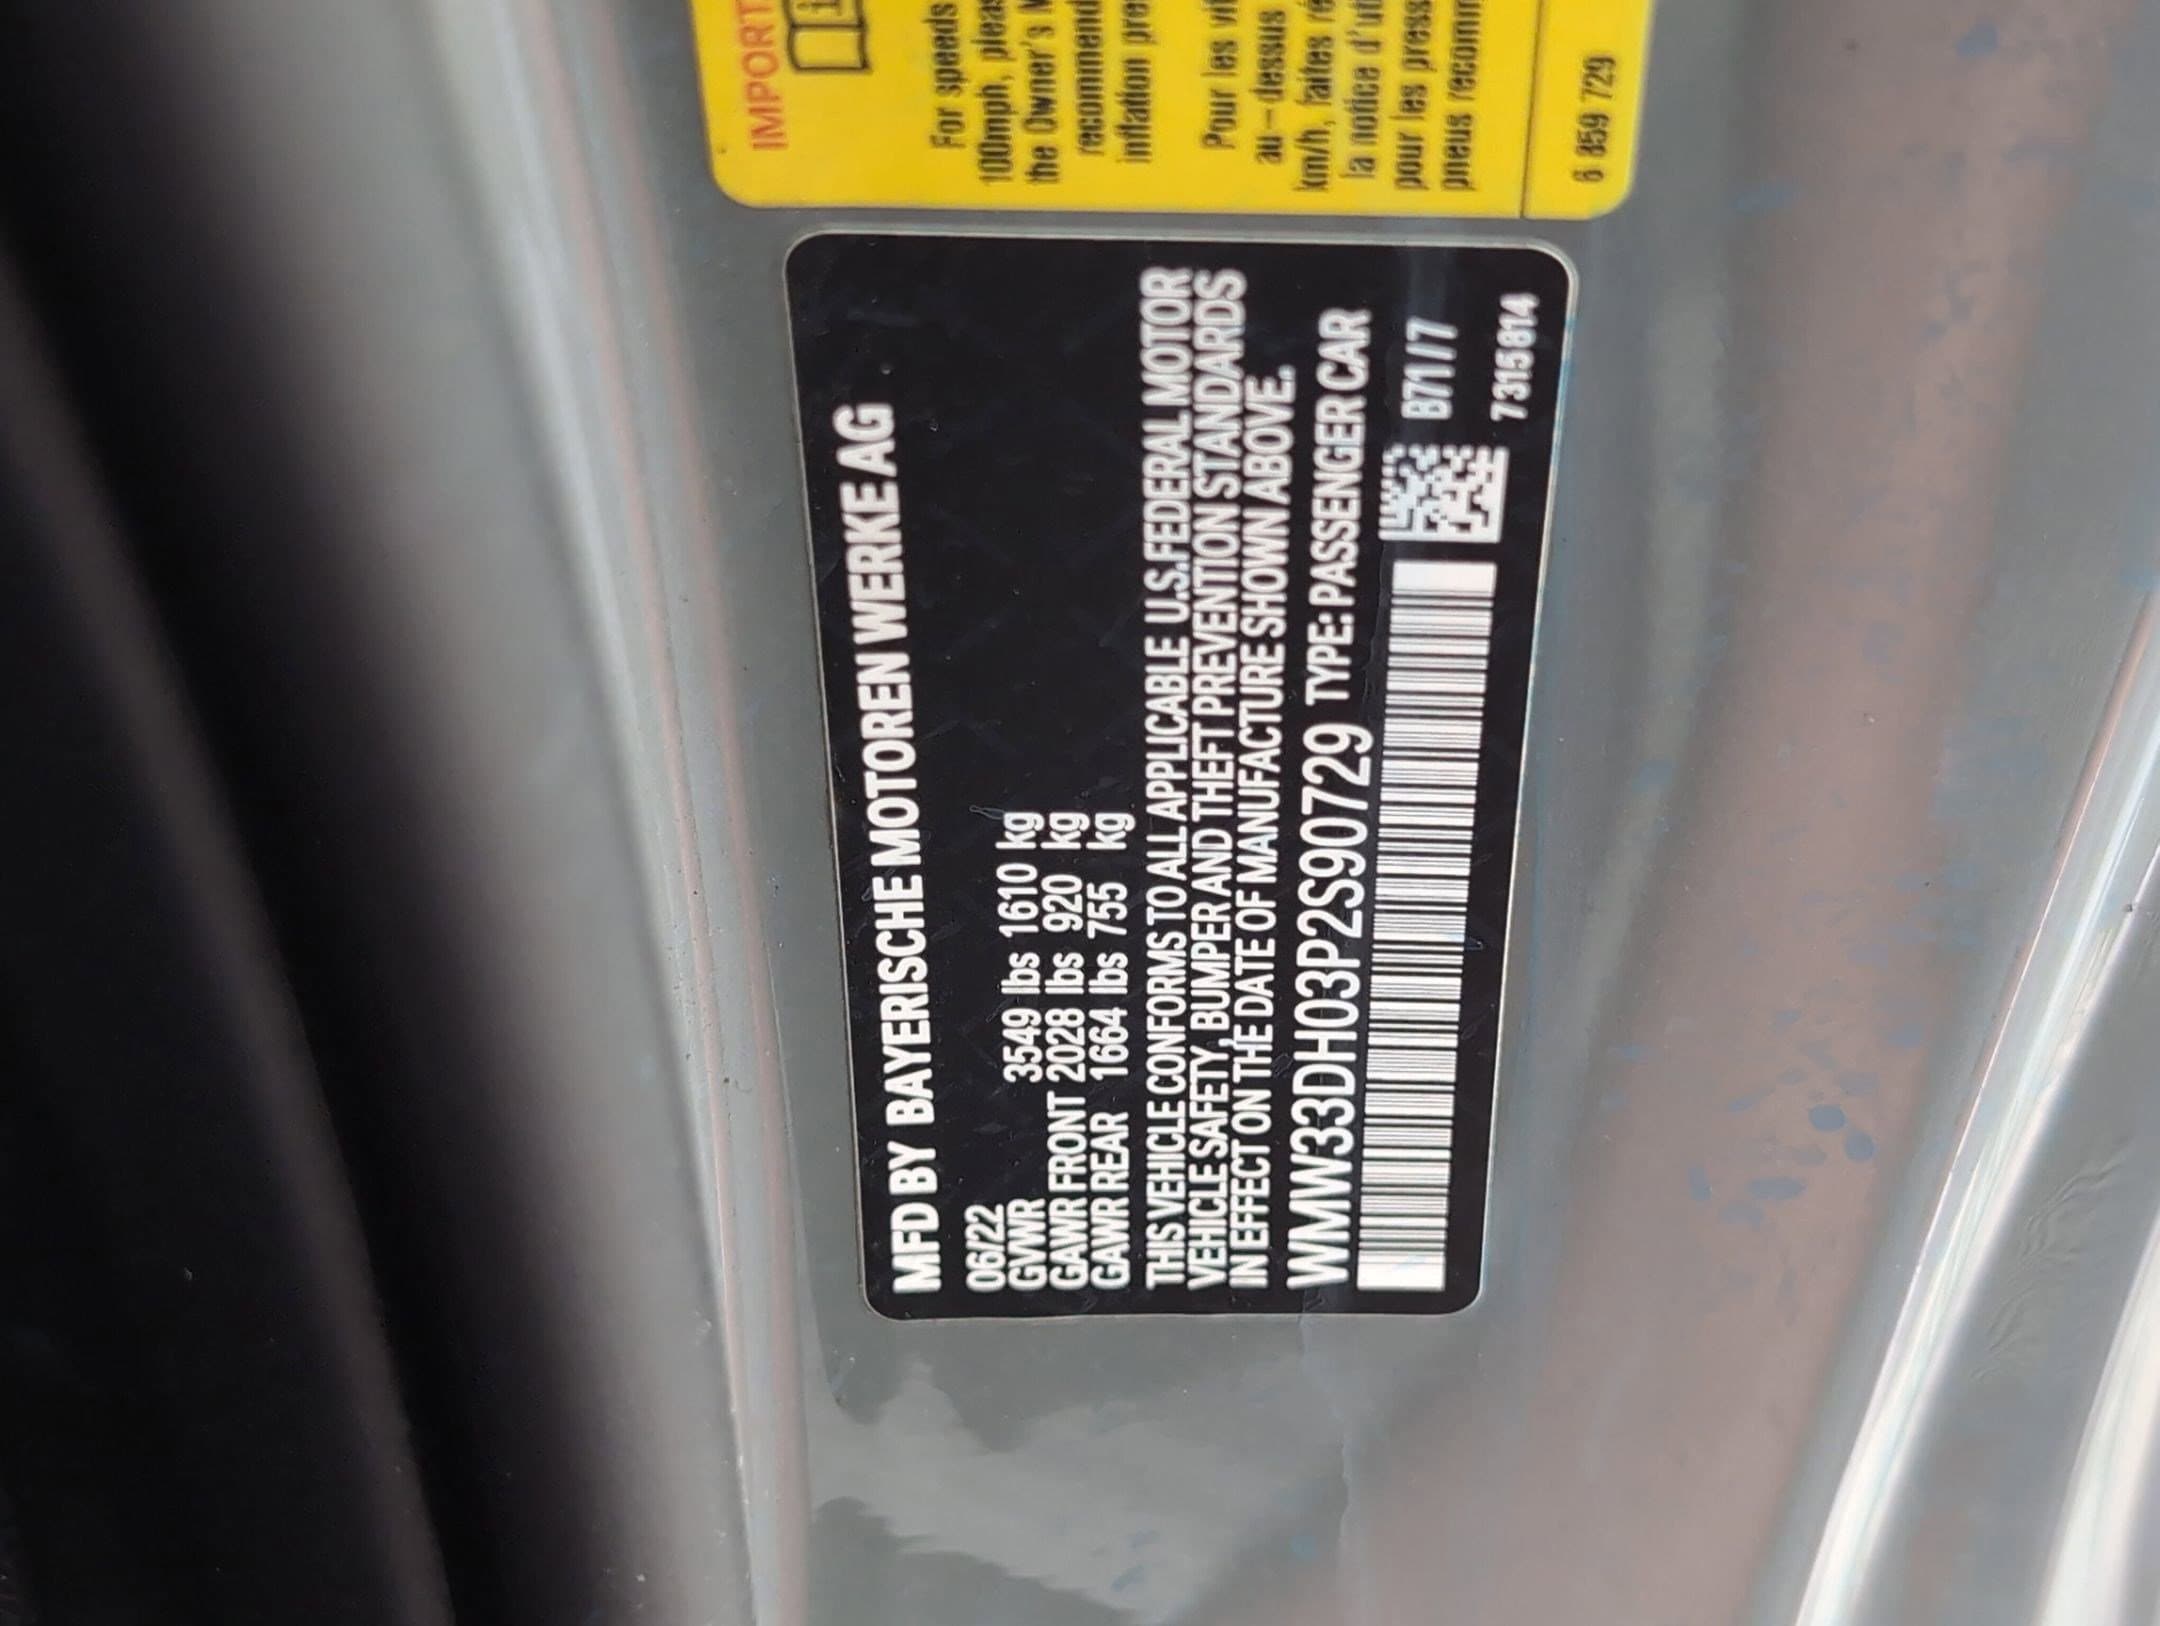 IMPORT
For speeds
100mph, pleas
the Owner's
recommend
inflation pre
Pour les
au-dessus
km/h, faites
la notice d'
pour les press
pneus recom
6 859 729
MFD BY BAYERISCHE MOTOREN WERKE AG
06/22
GVWR 3549 lbs 1610 kg
GAWR FRONT 2028 lbs 920 kg
GAWR REAR 1664 lbs 755 kg
THIS VEHICLE CONFORMS TO ALL APPLICABLE U.S.FEDERAL MOTOR
VEHICLE SAFETY, BUMPER AND THEFT PREVENTION STANDARDS
IN EFFECT ON THE DATE OF MANUFACTURE SHOWN ABOVE.
WMW33DH03P2S90729 TYPE: PASSENGER CAR
B71/7
7315814